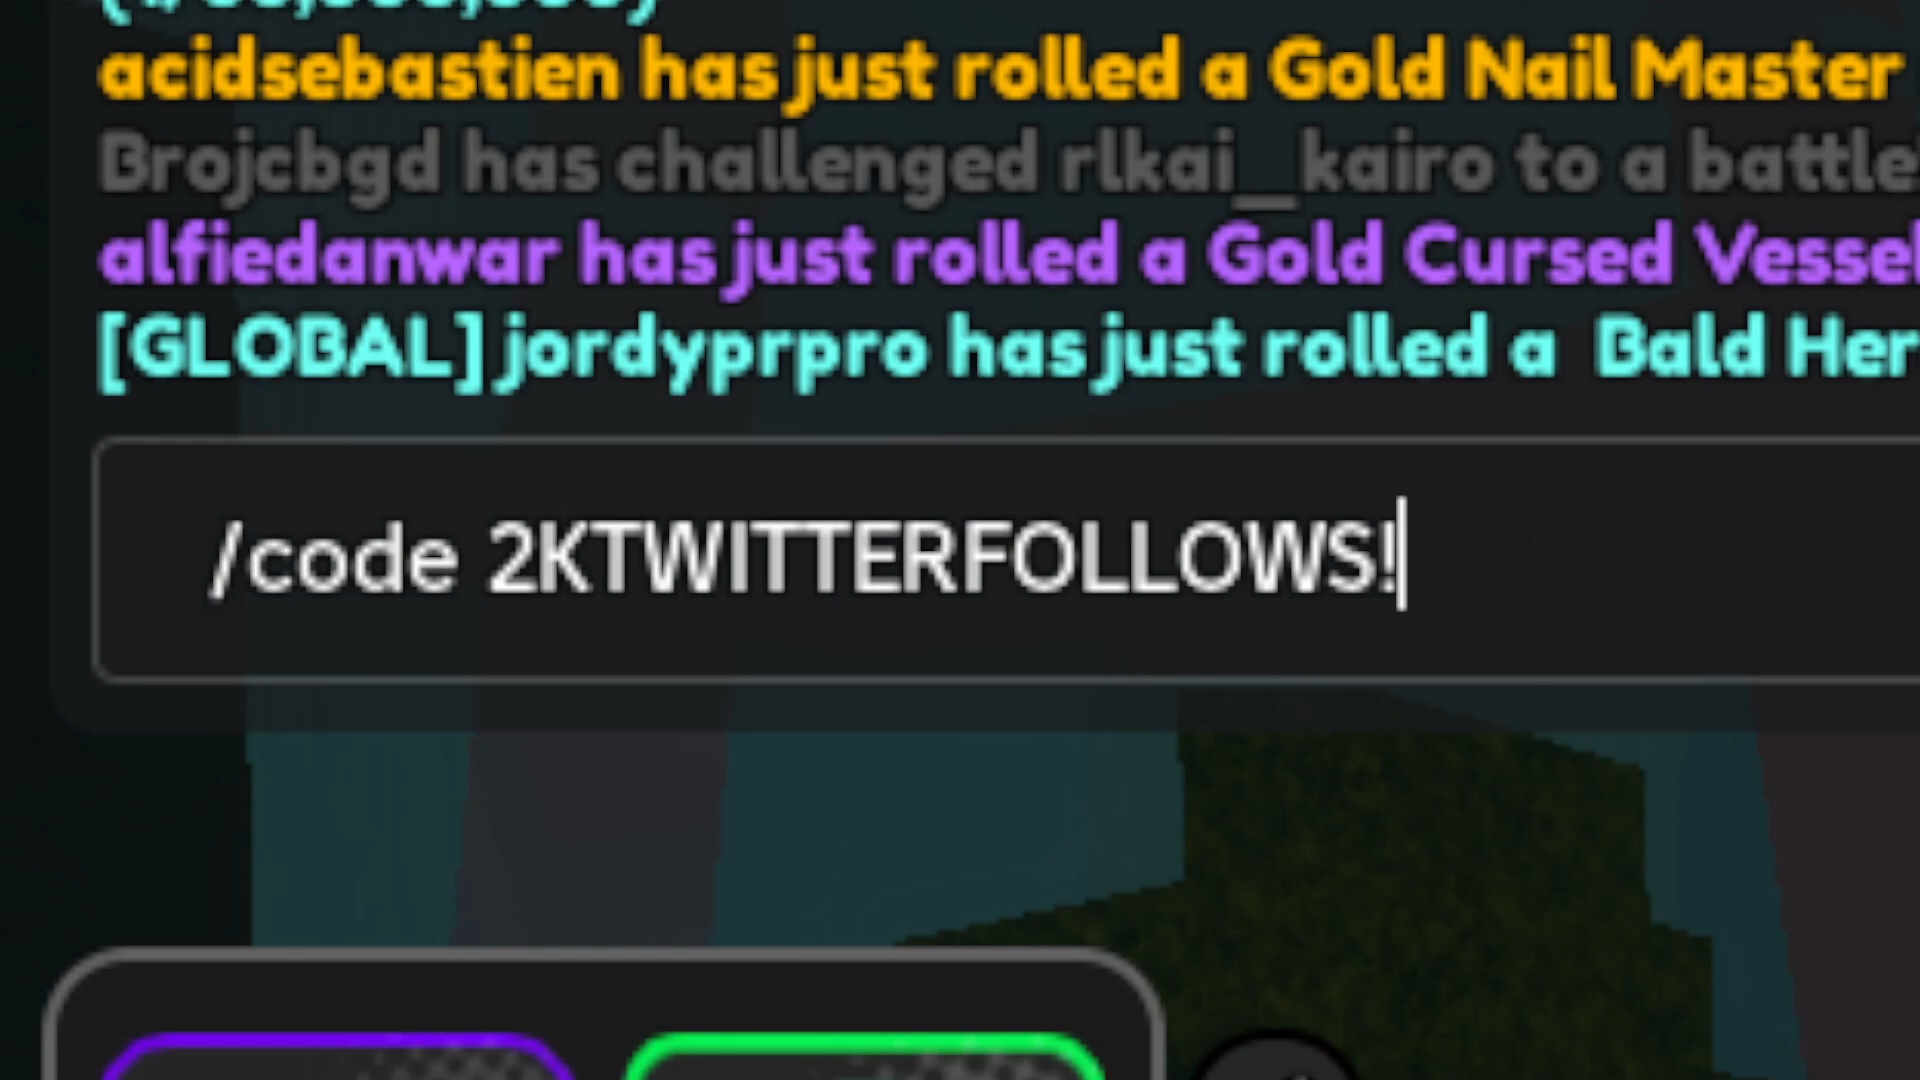 acidsebastien has just rolled a Gold Nail Master
Brojcbgd has challenged rlkai__kairo to a battle!
alfiedanwar has just rolled a Gold Cursed Vessel
[GLOBAL] jordyprpro has just rolled a Bald Her
/code 2KTWITTERFOLLOWS!